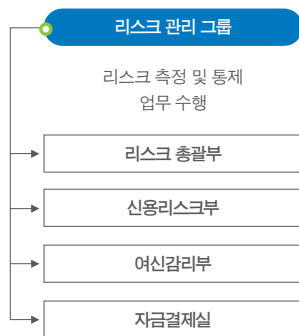 리스크 관리 그룹
리스크 측정 및 통제
업무 수행
리스크 총괄부
신용리스크부
여신감리부
자금결제실